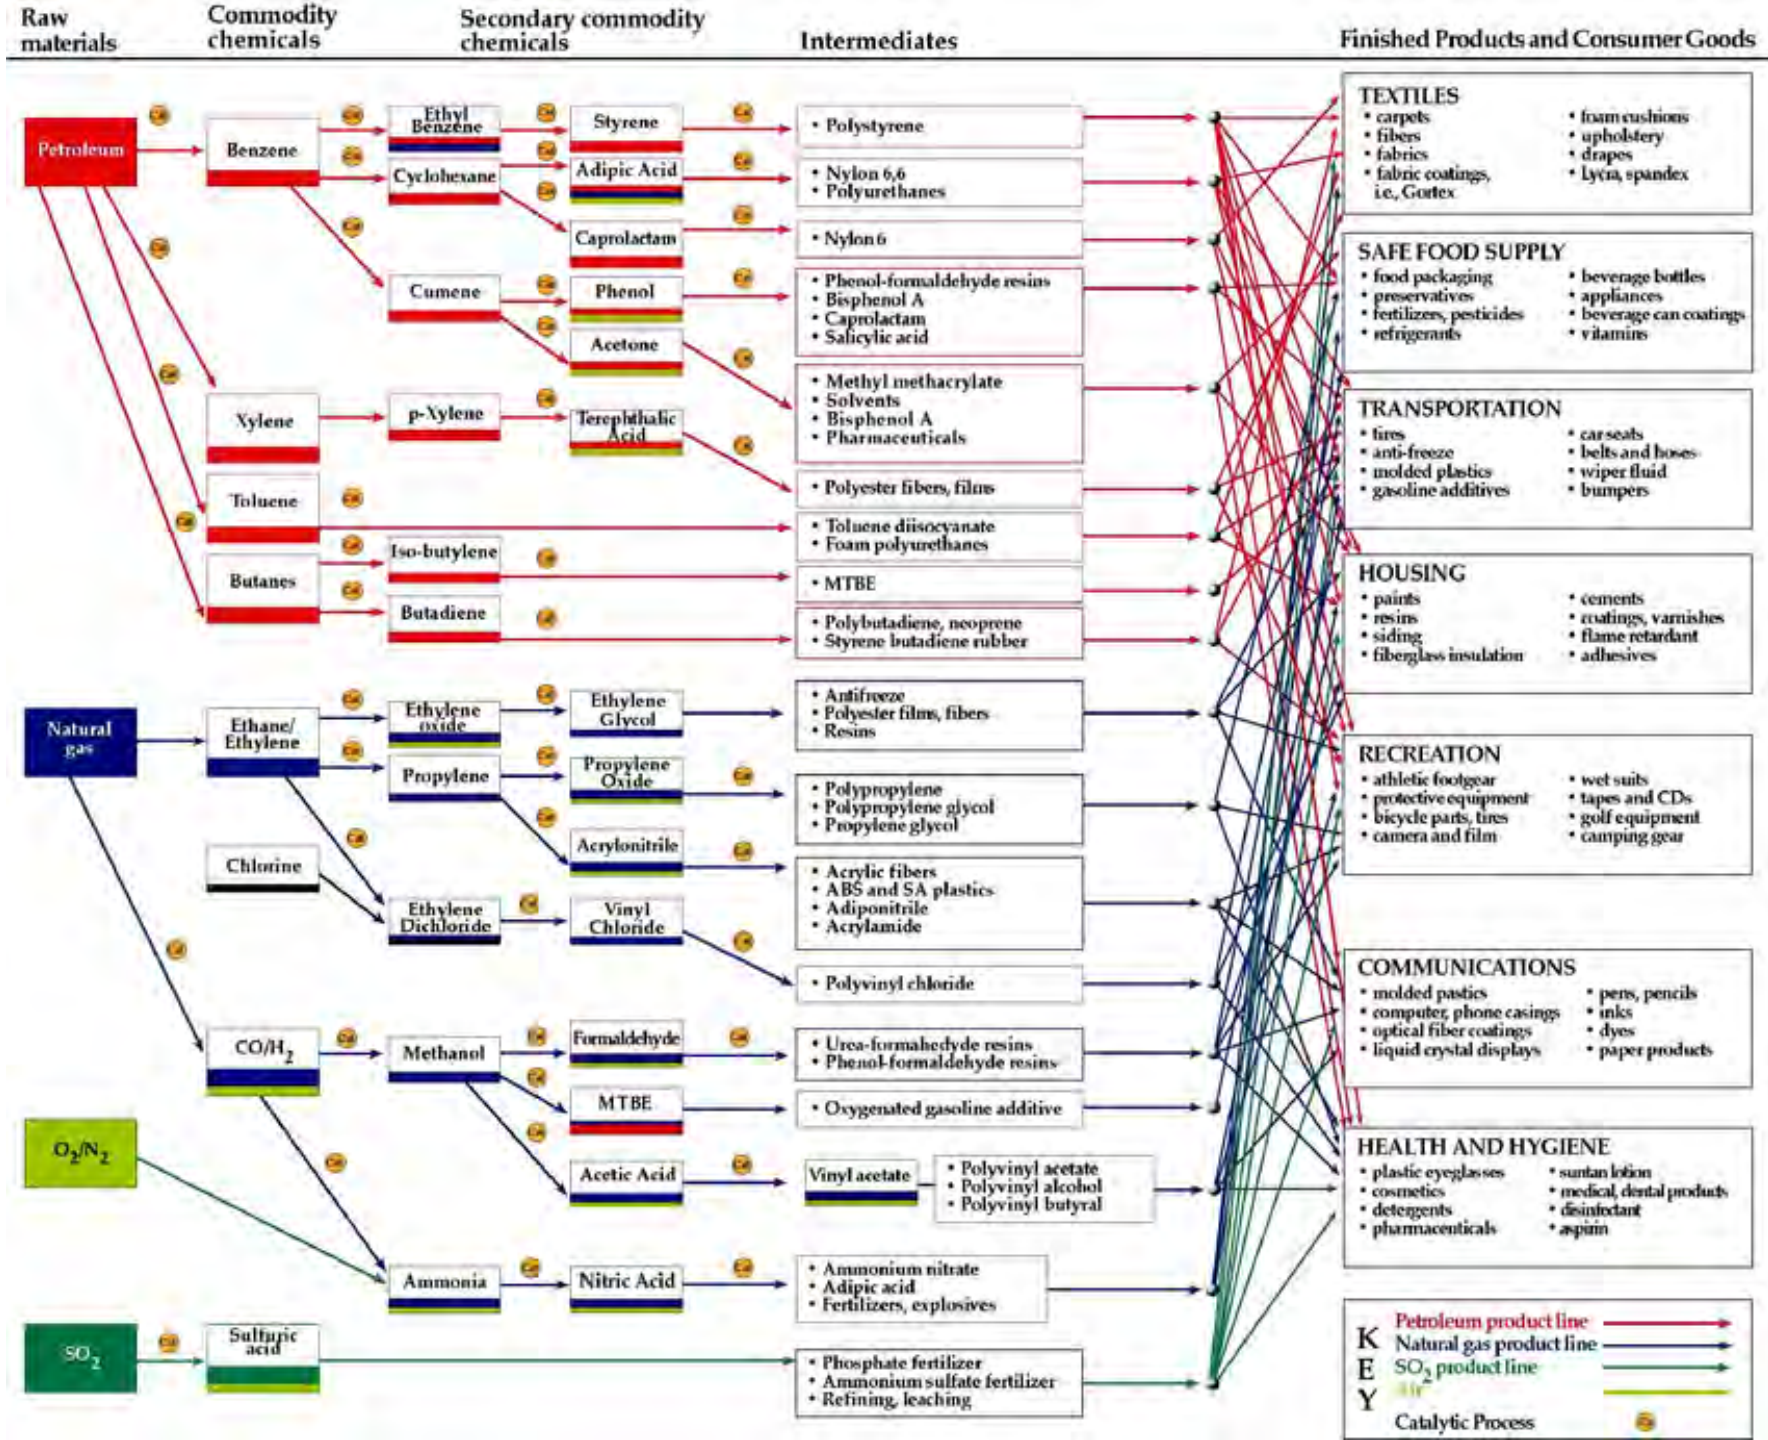 Raw
materials
Commodity
chemicals
Secondary commodity
chemicals
Intermediates
Finished Products and Consumer Goods
Petroleum
Benzene
Ethyl
Benzene
Styrene
• Polystyrene
Cyclohexane
Adipic Acid
• Nylon 6,6
• Polyurethanes
Caprolactam
• Nylon 6
Cumene
Phenol
• Phenol-formaldehyde resins
• Bisphenol A
• Caprolactam
• Salicylic acid
Acetone
• Methyl methacrylate
• Solvents
• Bisphenol A
• Pharmaceuticals
Xylene
p-Xylene
Terephthalic
Acid
• Polyester fibers, films
Toluene
• Toluene diisocyanate
• Foam polyurethanes
Butanes
Iso-butylene
• MTBE
Butadiene
• Polybutadiene, neoprene
• Styrene butadiene rubber
Natural
gas
Ethane/
Ethylene
Ethylene
oxide
Ethylene
Glycol
• Antifreeze
• Polyester films, fibers
• Resins
Propylene
Propylene
Oxide
• Polypropylene
• Polypropylene glycol
• Propylene glycol
Acrylonitrile
• Acrylic fibers
• ABS and SA plastics
• Adiponitrile
• Acrylamide
Chlorine
Ethylene
Dichloride
Vinyl
Chloride
• Polyvinyl chloride
CO/H2
Methanol
Formaldehyde
• Urea-formahedyde resins
• Phenol-formaldehyde resins
MTBE
• Oxygenated gasoline additive
O2/N2
Acetic Acid
Vinyl acetate
• Polyvinyl acetate
• Polyvinyl alcohol
• Polyvinyl butyral
Ammonia
Nitric Acid
• Ammonium nitrate
• Adipic acid
• Fertilizers, explosives
SO2
Sulfuric
acid
• Phosphate fertilizer
• Ammonium sulfate fertilizer
• Refining, leaching
TEXTILES
• carpets
• fibers
• fabrics
• fabric coatings,
i.e., Gortex
• foam cushions
• upholstery
• drapes
• Lycra, spandex
SAFE FOOD SUPPLY
• food packaging
• preservatives
• fertilizers, pesticides
• refrigerants
• beverage bottles
• appliances
• beverage can coatings
• vitamins
TRANSPORTATION
• tires
• anti-freeze
• molded plastics
• gasoline additives
• car seats
• belts and hoses
• wiper fluid
• bumpers
HOUSING
• paints
• resins
• siding
• fiberglass insulation
• cements
• coatings, varnishes
• flame retardant
• adhesives
RECREATION
• athletic footgear
• protective equipment
• bicycle parts, tires
• camera and film
• wet suits
• tapes and CDs
• golf equipment
• camping gear
COMMUNICATIONS
• molded pastics
• computer, phone casings
• optical fiber coatings
• liquid crystal displays
• pens, pencils
• inks
• dyes
• paper products
HEALTH AND HYGIENE
• plastic eyeglasses
• cosmetics
• detergents
• pharmaceuticals
• suntan lotion
• medical, dental products
• disinfectant
• aspirin
KEY
Petroleum product line
Natural gas product line
SO2 product line
Air
Catalytic Process
Cat